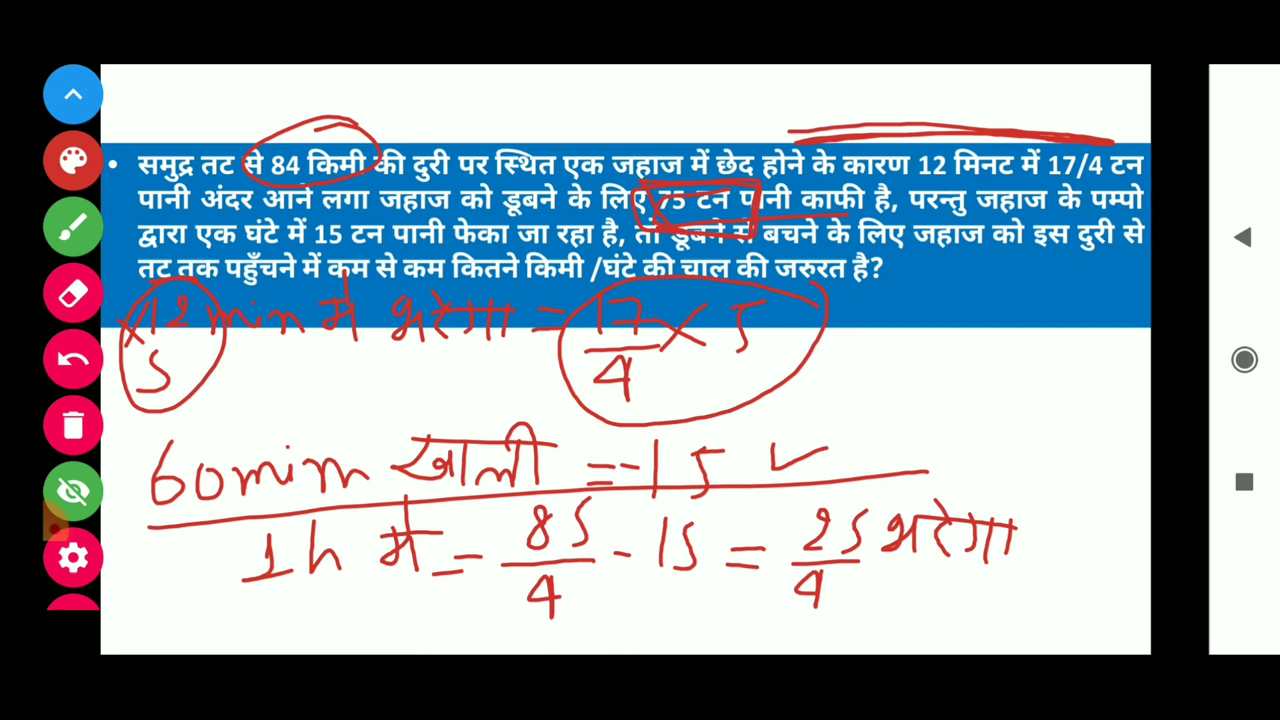 • समुद्र तट से 84 किमी की दुरी पर स्थित एक जहाज में छेद होने के कारण 12 मिनट में 17/4 टन
पानी अंदर आने लगा जहाज को डूबने के लिए 75 टन पानी काफी है, परन्तु जहाज के पम्पो
द्वारा एक घंटे में 15 टन पानी फेका जा रहा है, तो डूबने से बचने के लिए जहाज को इस दुरी से
तट तक पहुँचने में कम से कम कितने किमी /घंटे की चाल की जरुरत है?
12 min में भरेगा = 17/4 × 5
× 5
60 min खाली = -15 ✓
1h में = 85/4 - 15 = 25/4 भरेगा